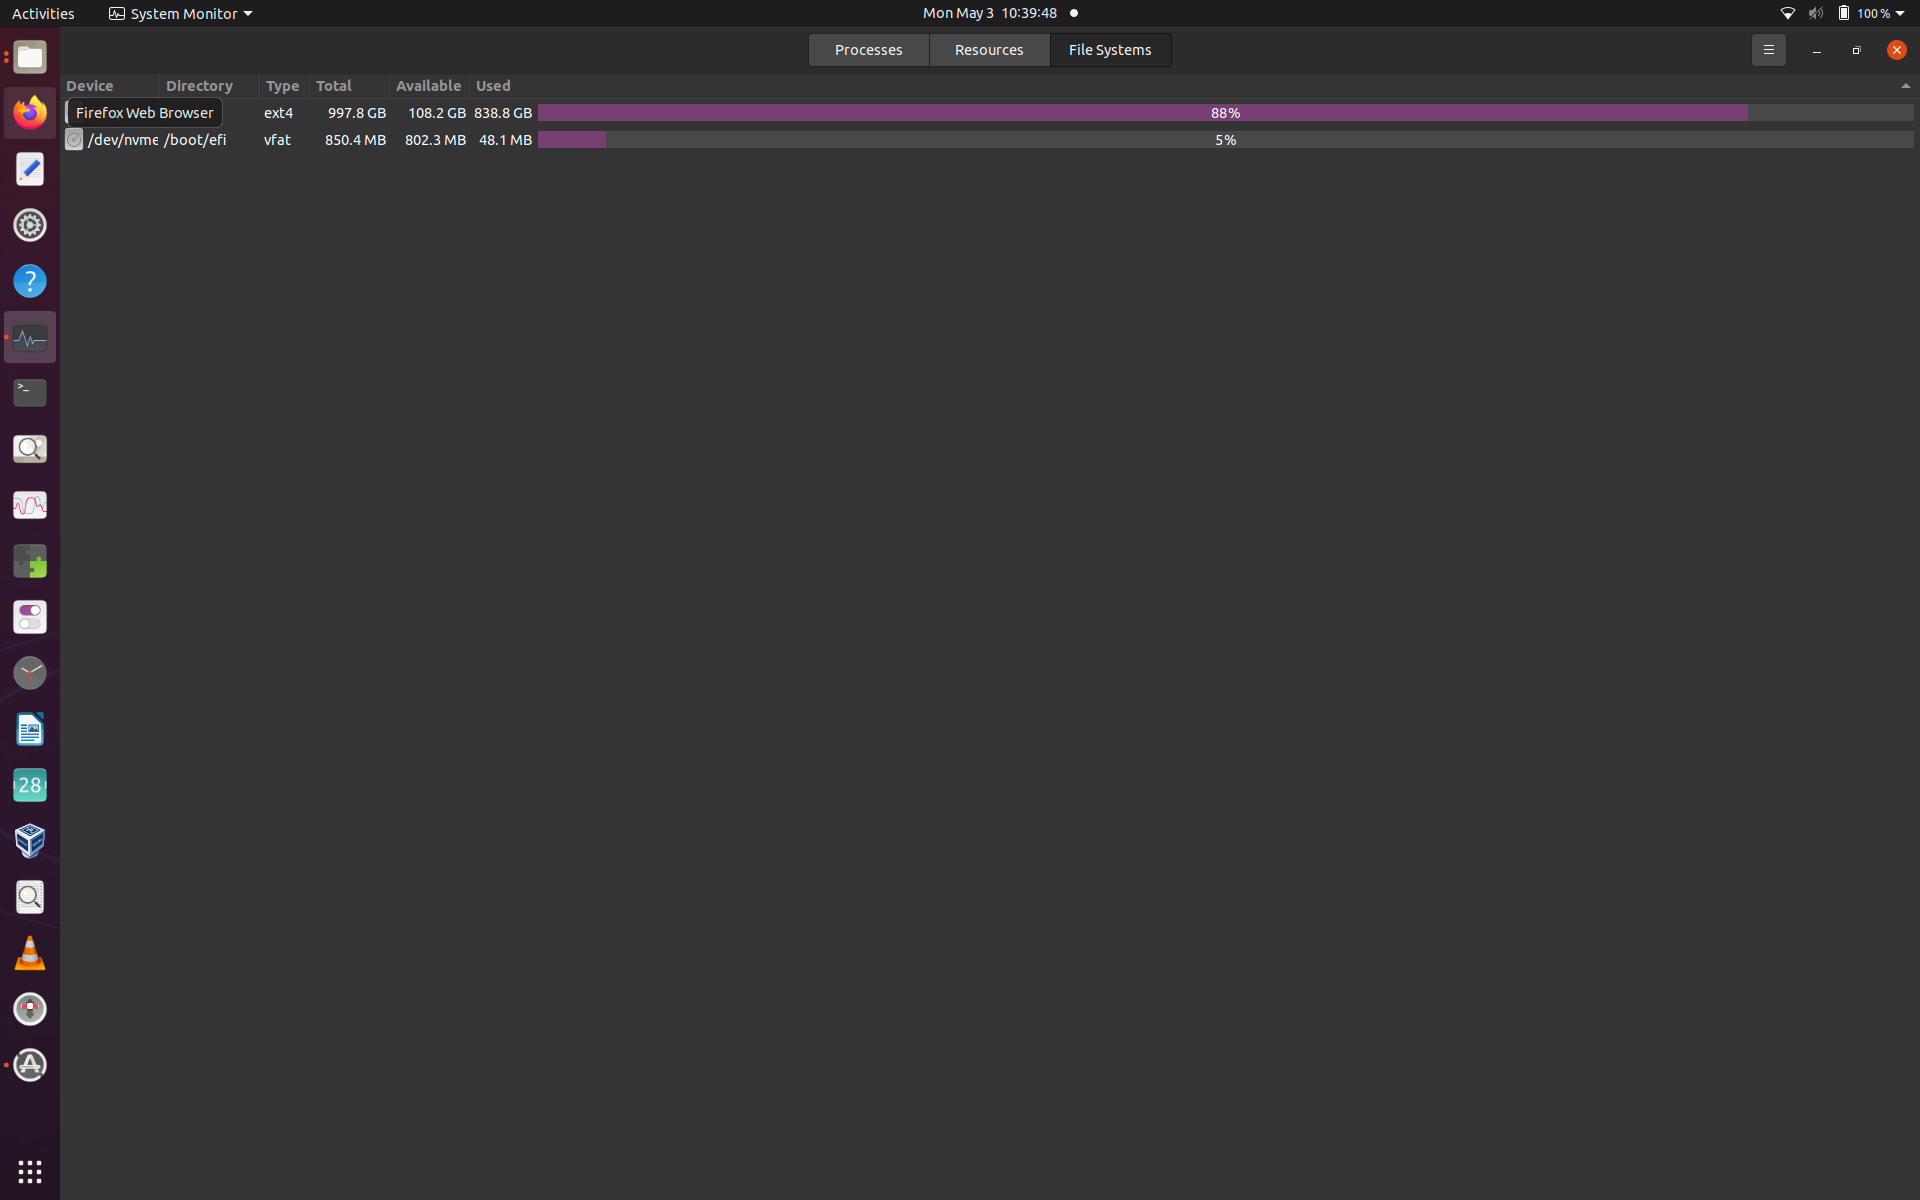 Activities System Monitor Mon May 3 10:39:48 100 %
Processes Resources File Systems
Device Directory Type Total Available Used
Firefox Web Browser ext4 997.8 GB 108.2 GB 838.8 GB 88%
/dev/nvme /boot/efi vfat 850.4 MB 802.3 MB 48.1 MB 5%
?
>_
28